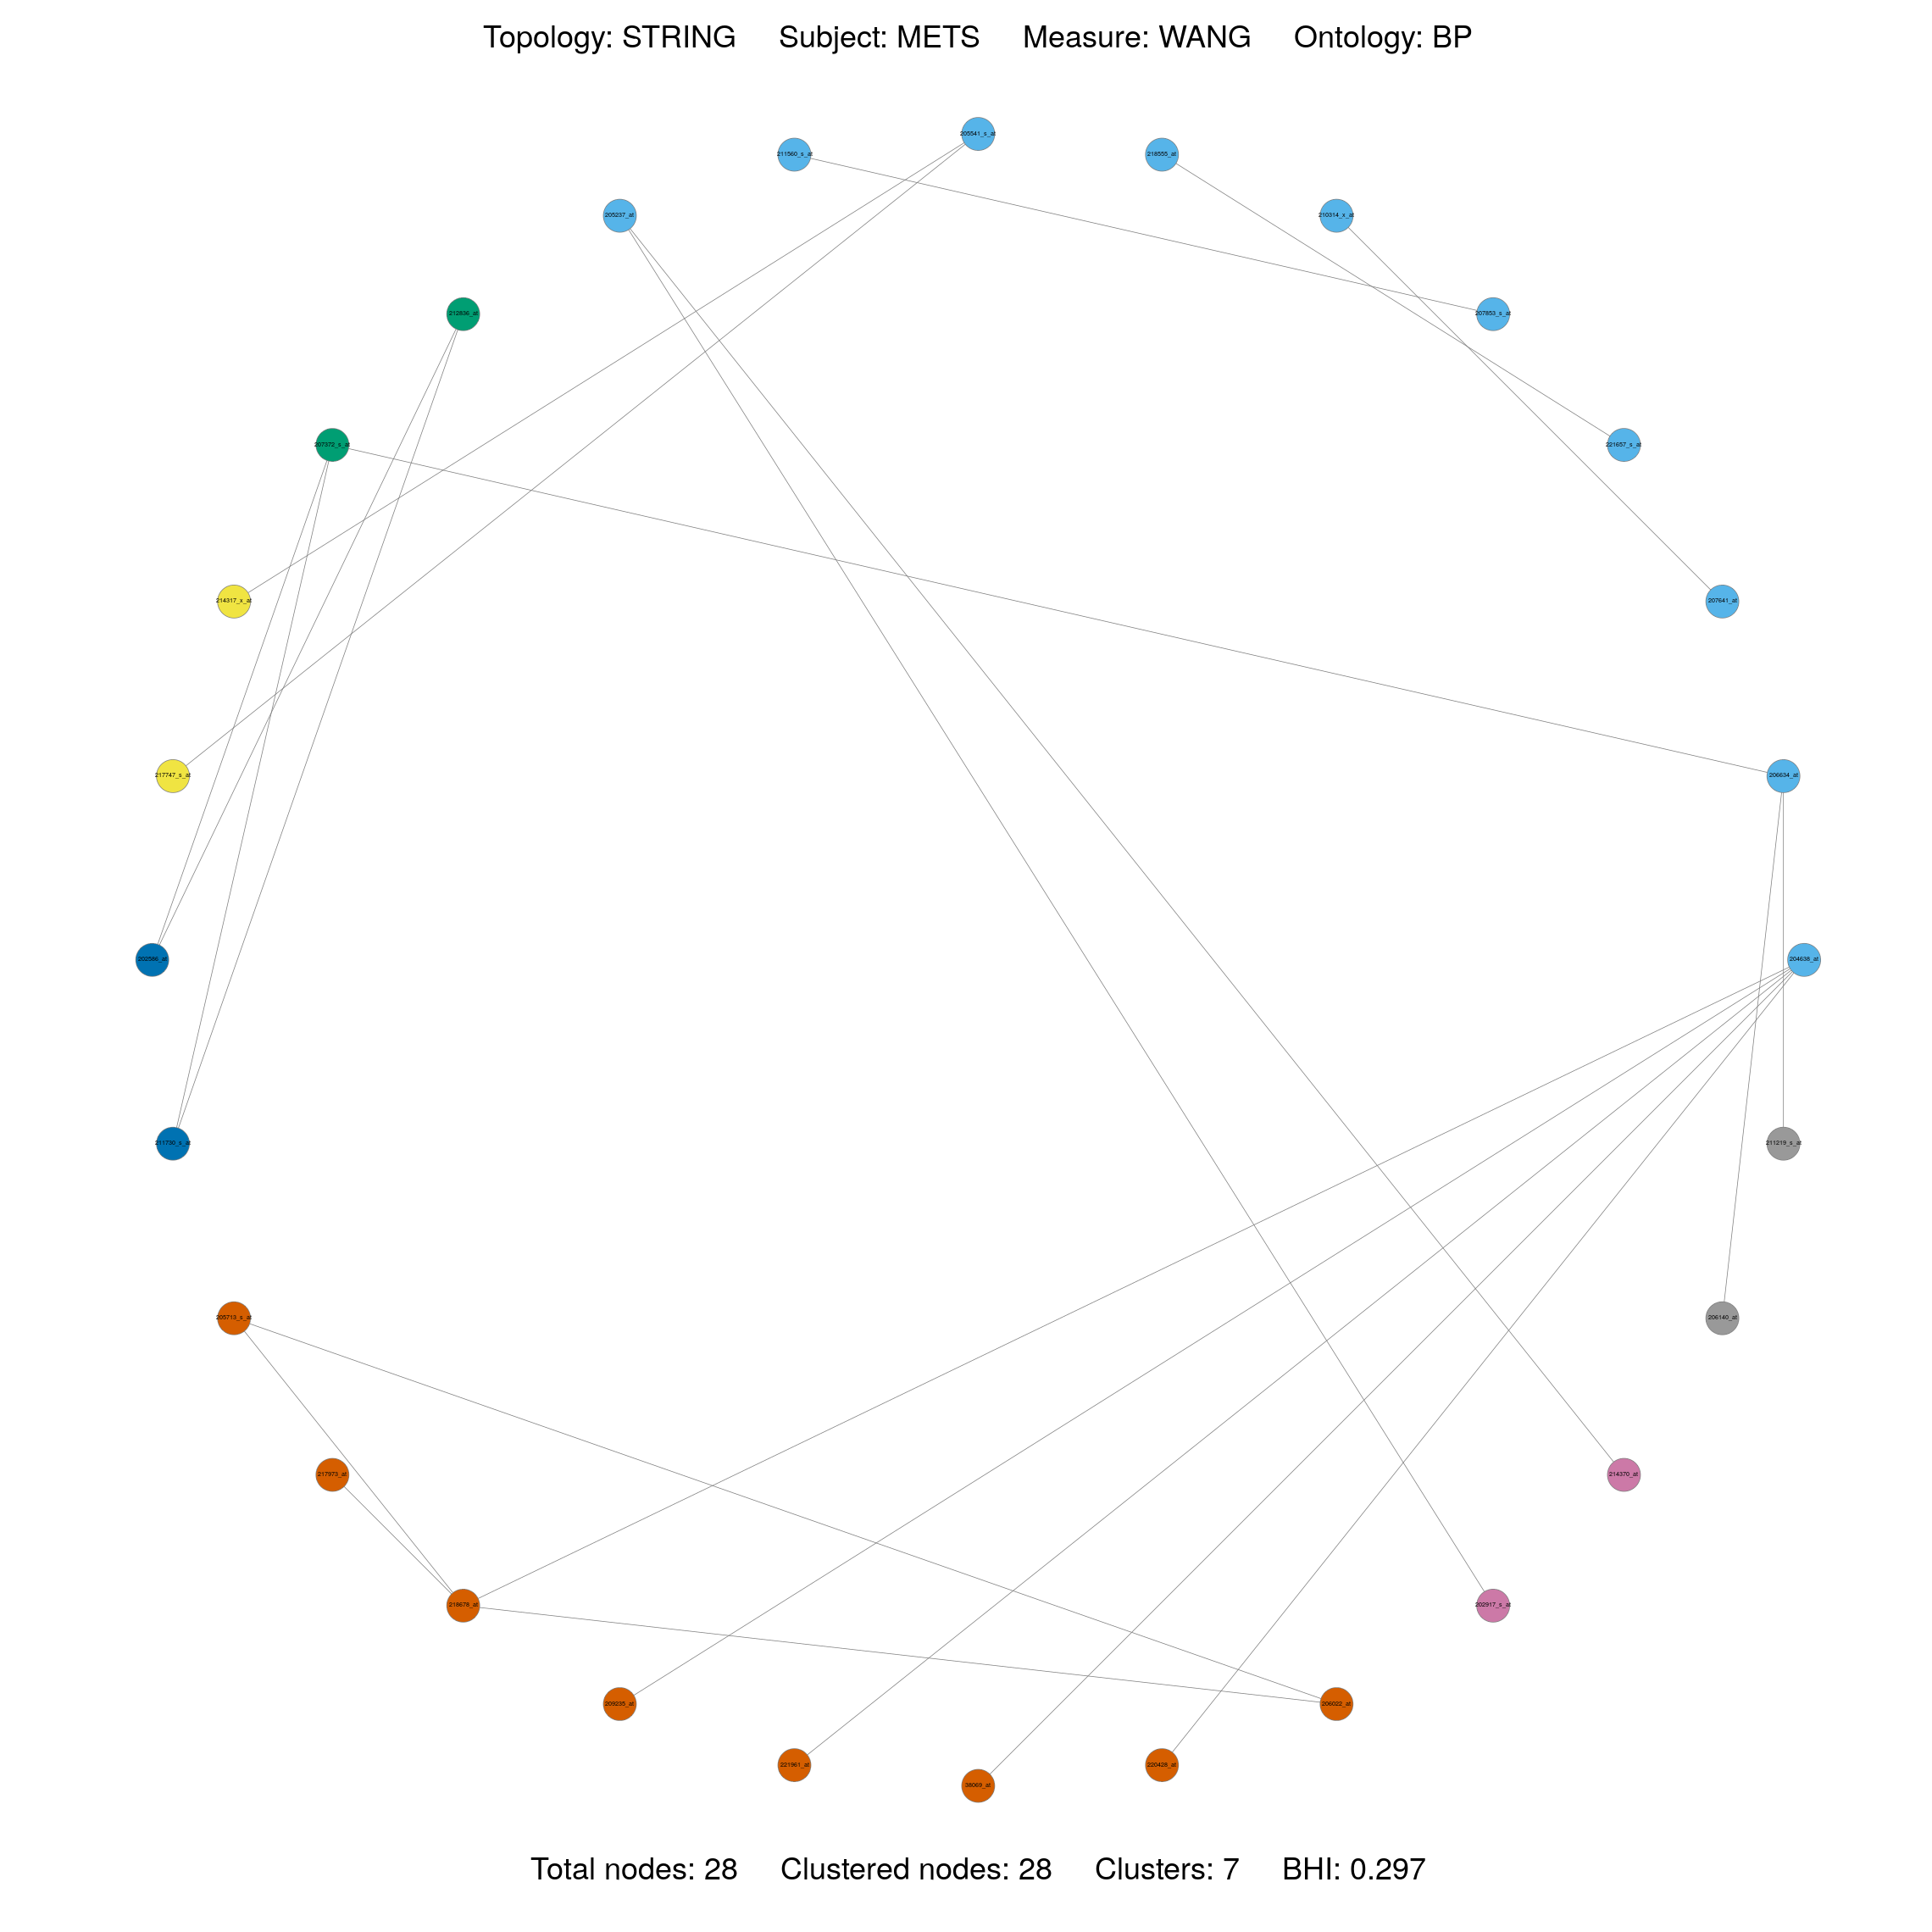 Topology: STRING     Subject: METS     Measure: WANG     Ontology: BP
205541_s_at
211560_s_at
218555_at
205237_at
210314_x_at
212836_at
207853_s_at
207372_s_at
221657_s_at
214317_x_at
207641_at
217747_s_at
206634_at
202586_at
204638_at
211730_s_at
211219_s_at
205713_s_at
206140_at
217973_at
214370_at
218678_at
202917_s_at
209235_at
206022_at
221961_at
220428_at
38069_at
Total nodes: 28     Clustered nodes: 28     Clusters: 7     BHI: 0.297